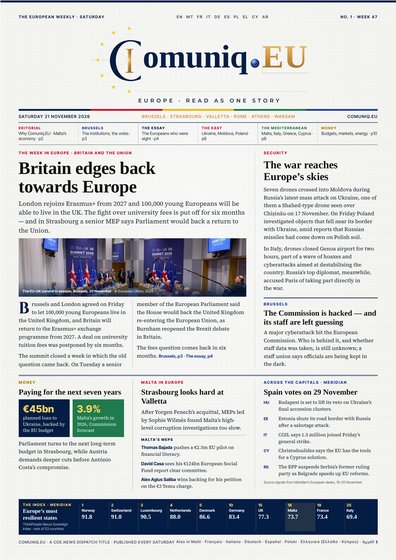 THE EUROPEAN WEEKLY · SATURDAY
EN MT FR IT DE ES PL EL CY AR
NO. 1 · WEEK 47
Comuniq.EU
EUROPE · READ AS ONE STORY
SATURDAY 21 NOVEMBER 2026
BRUSSELS · STRASBOURG · VALLETTA · ROME · ATHENS · WARSAW
COMUNIQ.EU
EDITORIAL
Why Comuniq.EU · Malta's
economy · p2
BRUSSELS
The institutions, the votes ·
p3
THE ESSAY
The Europeans who were
right · p4
THE EAST
Ukraine, Moldova, Poland ·
p6
THE MEDITERRANEAN
Malta, Italy, Greece, Cyprus ·
p8
MONEY
Budgets, markets, energy · p10
THE WEEK IN EUROPE · BRITAIN AND THE UNION
Britain edges back
towards Europe
London rejoins Erasmus+ from 2027 and 100,000 young Europeans will be
able to live in the UK. The fight over university fees is put off for six months
— and in Strasbourg a senior MEP says Parliament would back a return to
the Union.
Brussels and London agreed on Friday
to let 100,000 young Europeans live in
the United Kingdom, and Britain will
return to the Erasmus+ exchange
programme from 2027. A deal on university
tuition fees was postponed by six months.
The summit closed a week in which the old
question came back. On Tuesday a senior
member of the European Parliament said
the House would back the United Kingdom
re-entering the European Union, as
Burnham reopened the Brexit debate
in Britain.
The fees question comes back in six
months. Brussels, p3 · The essay, p4
SECURITY
The war reaches
Europe's skies
Seven drones crossed into Moldova during
Russia's latest mass attack on Ukraine, one of
them a Shahed-type drone seen over
Chișinău on 17 November. On Friday Poland
investigated objects that fell near its border
with Ukraine, amid reports that Russian
missiles had come down on Polish soil.
In Italy, drones closed Genoa airport for two
hours, part of a wave of hoaxes and
cyberattacks aimed at destabilising the
country. Russia's top diplomat, meanwhile,
accused Paris of taking part directly in
the war.
BRUSSELS
The Commission is hacked — and
its staff are left guessing
A major cyberattack hit the European
Commission. Who is behind it, and whether
staff data was taken, is still unknown; a
staff union says officials are being kept
in the dark.
MONEY
Paying for the next seven years
€45bn
planned loan to
Ukraine, backed by
the EU budget
3.9%
Malta's growth in
2026, Commission
forecast
Parliament turns to the next long-term
budget in Strasbourg, while Austria
demands deeper cuts before António
Costa's compromise.
MALTA IN EUROPE
Strasbourg looks hard at
Valletta
After Yorgen Fenech's acquittal, MEPs led
by Sophie Wilmès found Malta's high-
level corruption investigations too slow.
MALTA'S MEPS
Thomas Bajada pushes a €2.5m EU pilot on
financial literacy.
David Casa sees his €124m European Social
Fund report clear committee.
Alex Agius Saliba wins backing for his petition
on the €3 Temu charge.
ACROSS THE CAPITALS · MERIDIAN
Spain votes on 29 November
HU Budapest is set to lift its veto on Ukraine's
final accession clusters.
EE Estonia shuts its road border with Russia
after a sabotage attack.
IT CGIL says 1.5 million joined Friday's
general strike.
CY Christodoulides says the EU has the tools
for a Cyprus solution.
RS The EPP suspends Serbia's former ruling
party as Belgrade speeds up EU reforms.
THE INDEX · MERIDIAN
Europe's most
resilient states
1 Norway 91.8
2 Switzerland 91.0
3 Luxembourg 90.5
4 Netherlands 88.0
5 Denmark 86.6
10 Germany 83.4
15 UK 77.3
18 Malta 73.7
19 France 73.4
25 Italy 69.4
COMUNIQ.EU · A CDE.NEWS DISPATCH TITLE · PUBLISHED EVERY SATURDAY
Also in Malti · Français · Italiano · Deutsch · Español · Polski · Ελληνικά (Ελλάδα · Κύπρος) · العربية
1